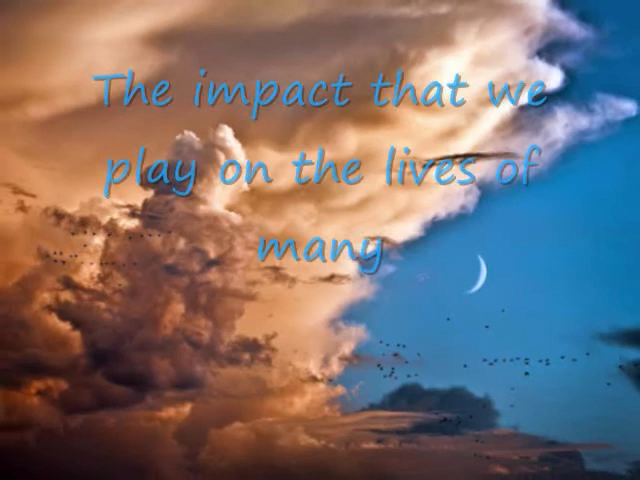 The impact that we
play on the lives of
many